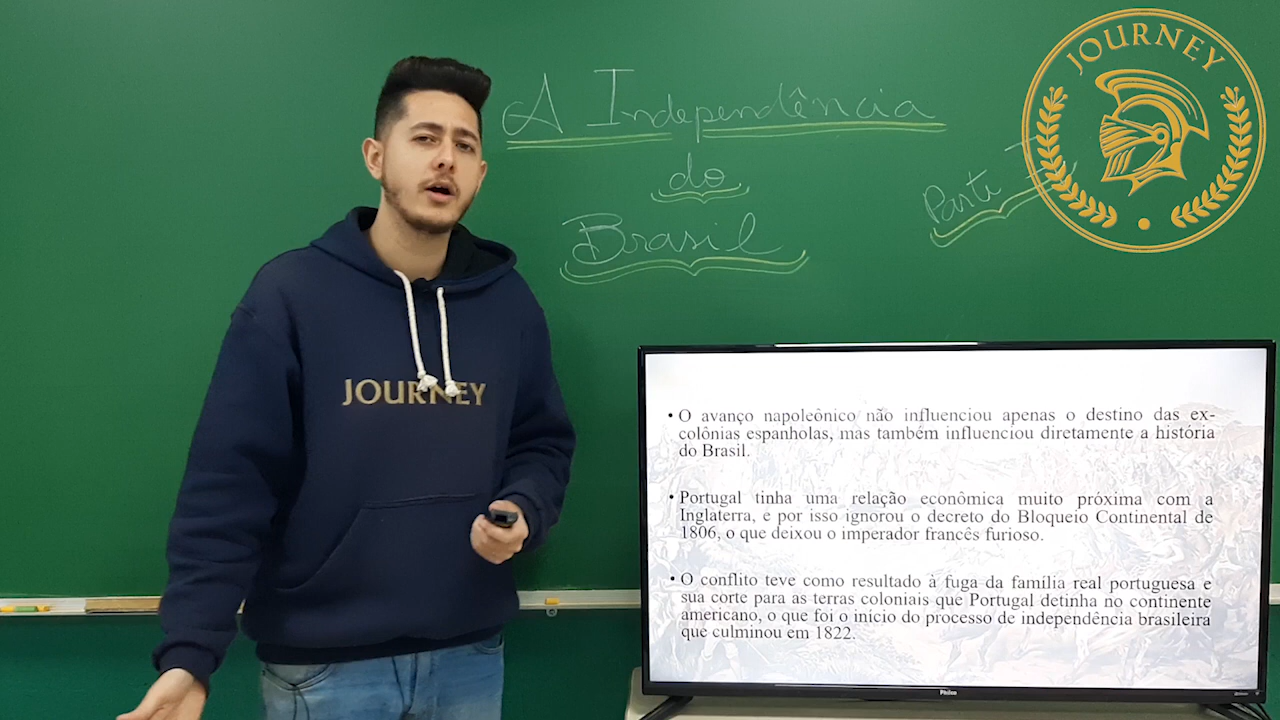 A Independência
do
Brasil
Parte I
JOURNEY
JOURNEY
• O avanço napoleônico não influenciou apenas o destino das ex-
colônias espanholas, mas também influenciou diretamente a história
do Brasil.
• Portugal tinha uma relação econômica muito próxima com a
Inglaterra, e por isso ignorou o decreto do Bloqueio Continental de
1806, o que deixou o imperador francês furioso.
• O conflito teve como resultado à fuga da família real portuguesa e
sua corte para as terras coloniais que Portugal detinha no continente
americano, o que foi o início do processo de independência brasileira
que culminou em 1822.
Philco